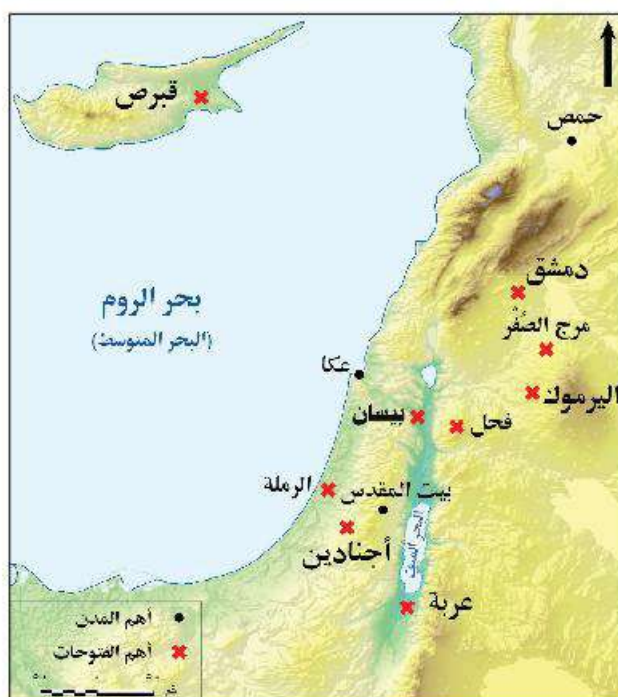 قبرص
حمص
دمشق
مرج الصُفْر
بحر الروم
(البحر المتوسط)
عكا
اليرموك
بيسان
فحل
الرملة
بيت المقدس
أجنادين
البحر الميت
عربة
أهم المدن
أهم الفتوحات